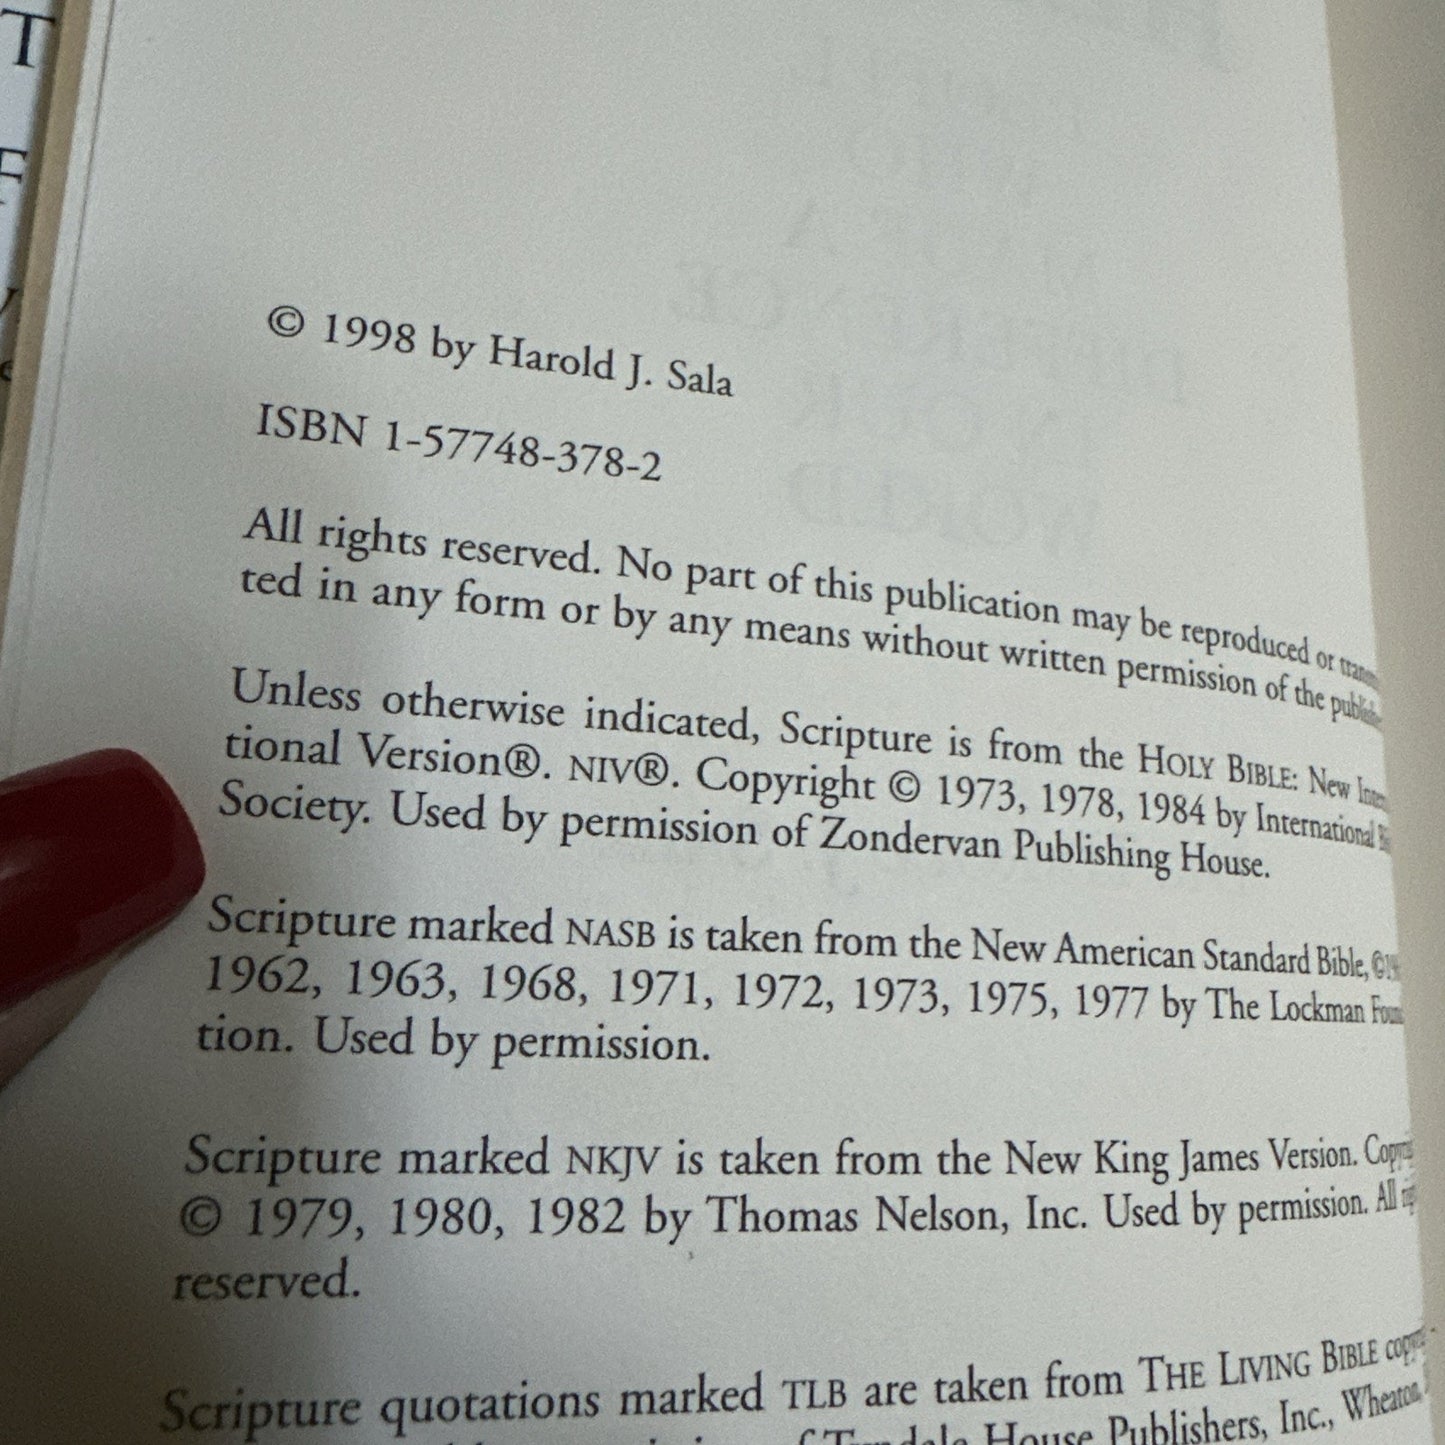 © 1998 by Harold J. Sala
ISBN 1-57748-378-2
All rights reserved. No part of this publication may be reproduced or
ted in any form or by any means without written permission of the
Unless otherwise indicated, Scripture is from the HOLY BIBLE: New
tional Version®. NIV®. Copyright © 1973, 1978, 1984 by International
Society. Used by permission of Zondervan Publishing House.
Scripture marked NASB is taken from the New American Standard Bible,
1962, 1963, 1968, 1971, 1972, 1973, 1975, 1977 by The Lockman
tion. Used by permission.
Scripture marked NKJV is taken from the New King James Version.
© 1979, 1980, 1982 by Thomas Nelson, Inc. Used by permission. All
reserved.
Scripture quotations marked TLB are taken from THE LIVING BIBLE
House Publishers, Inc., Wheaton,